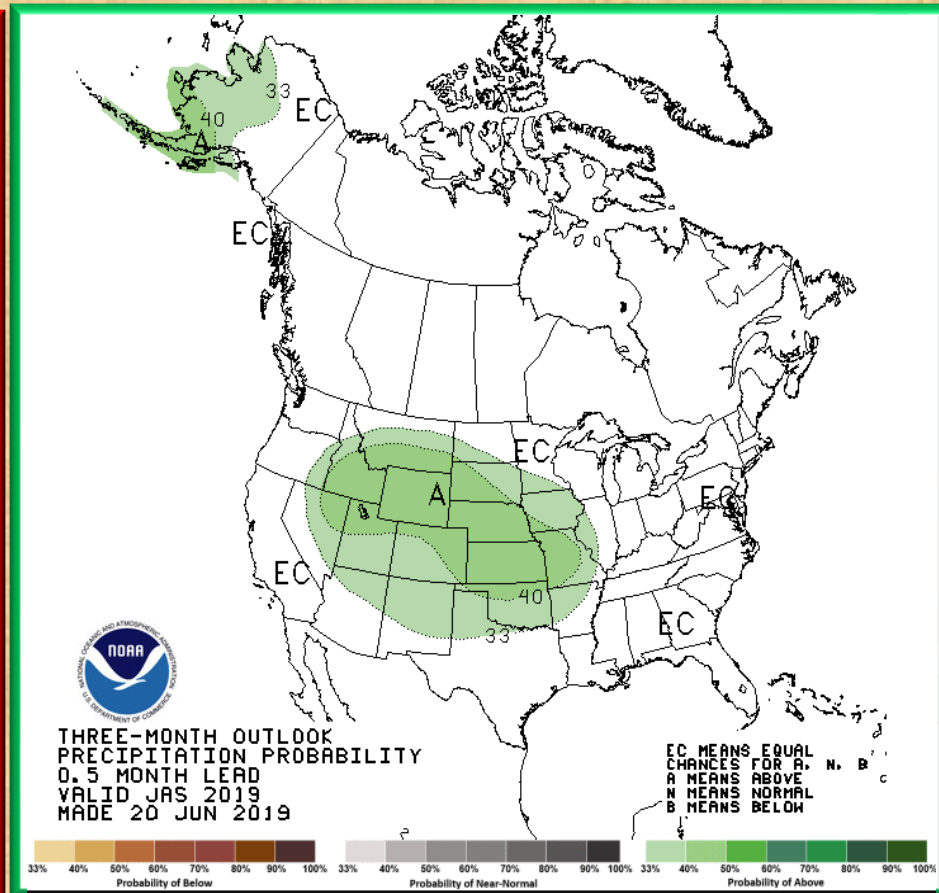 33
EC
40
A
EC
EC
A
EC
EC
40
33
EC
NATIONAL OCEANIC AND ATMOSPHERIC ADMINISTRATION
NOAA
U.S. DEPARTMENT OF COMMERCE
THREE-MONTH OUTLOOK
PRECIPITATION PROBABILITY
0.5 MONTH LEAD
VALID JAS 2019
MADE 20 JUN 2019
EC MEANS EQUAL
CHANCES FOR A, N, B
A MEANS ABOVE
N MEANS NORMAL
B MEANS BELOW
33% 40% 50% 60% 70% 80% 90% 100%
Probability of Below
33% 40% 50% 60% 70% 80% 90% 100%
Probability of Near-Normal
33% 40% 50% 60% 70% 80% 90% 100%
Probability of Above